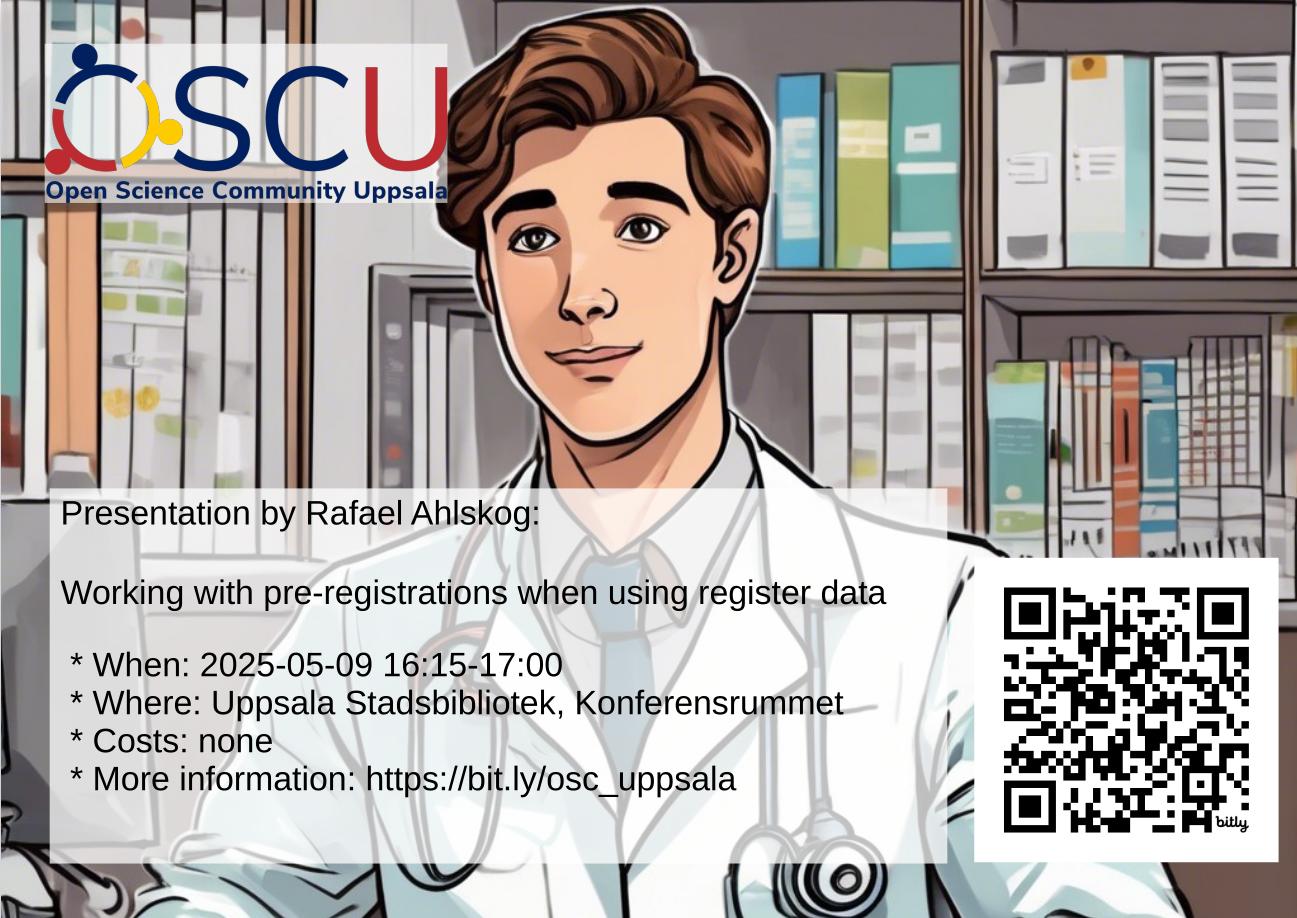 OSCU
Open Science Community Uppsala
Presentation by Rafael Ahlskog:
Working with pre-registrations when using register data
* When: 2025-05-09 16:15-17:00
* Where: Uppsala Stadsbibliotek, Konferensrummet
* Costs: none
* More information: https://bit.ly/osc_uppsala
bitly